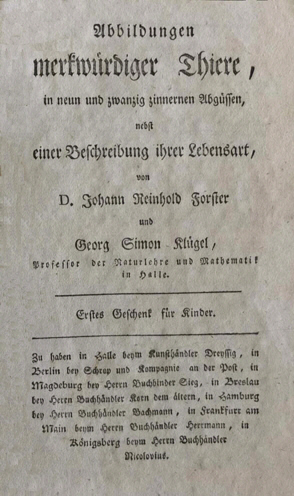 Abbildungen
merkwürdiger Thiere,
in neun und zwanzig zinnernen Abgüssen,
nebst
einer Beschreibung ihrer Lebensart,
von
D. Johann Reinhold Forster
und
Georg Simon Klügel,
Professor der Naturlehre und Mathematik
in Halle.
Erstes Geschenk für Kinder.
Zu haben in Halle beym Kunsthändler Dreyssig, in
Berlin bey Schrop und Kompagnie an der Post, in
Magdeburg bey Herrn Buchbinder Sieg, in Breslau
bey Herrn Buchhändler Korn dem ältern, in Hamburg
bey Herrn Buchhändler Bachmann, in Frankfurt am
Main beym Herrn Buchhändler Herrmann, in
Königsberg beym Herrn Buchhändler
Nicolovius.